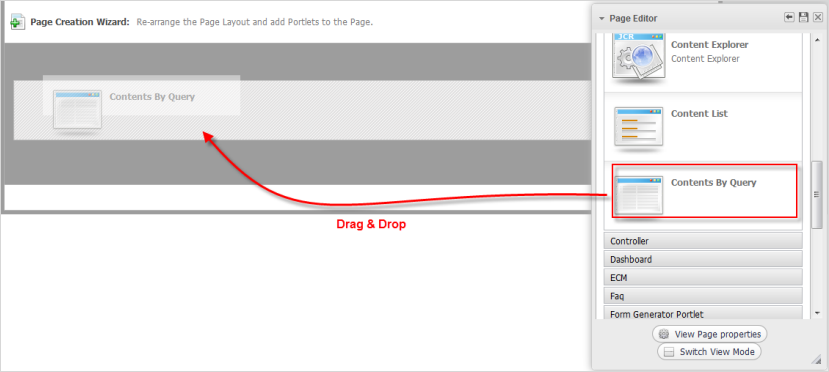 Page Creation Wizard: Re-arrange the Page Layout and add Portlets to the Page.
Contents By Query
Drag & Drop
Page Editor
JCR
Content Explorer
Content Explorer
Content List
Contents By Query
Controller
Dashboard
ECM
Faq
Form Generator Portlet
View Page properties
Switch View Mode